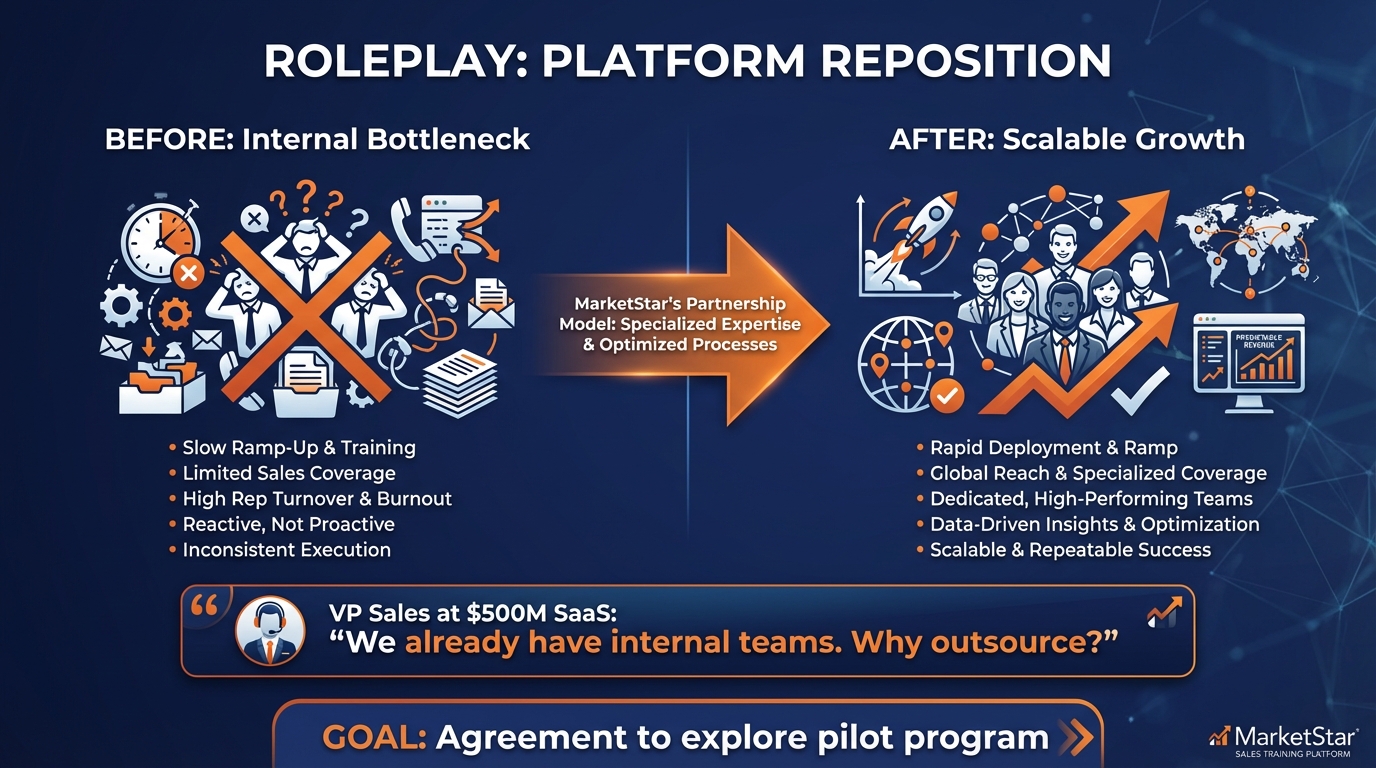 ROLEPLAY: PLATFORM REPOSITION
BEFORE: Internal Bottleneck
AFTER: Scalable Growth
? ? ? ?
MarketStar's Partnership
Model: Specialized Expertise
& Optimized Processes
PREDICTABLE
REVENUE
• Slow Ramp-Up & Training
• Limited Sales Coverage
• High Rep Turnover & Burnout
• Reactive, Not Proactive
• Inconsistent Execution
• Rapid Deployment & Ramp
• Global Reach & Specialized Coverage
• Dedicated, High-Performing Teams
• Data-Driven Insights & Optimization
• Scalable & Repeatable Success
VP Sales at $500M SaaS:
“We already have internal teams. Why outsource?”
GOAL: Agreement to explore pilot program
MarketStar
SALES TRAINING PLATFORM